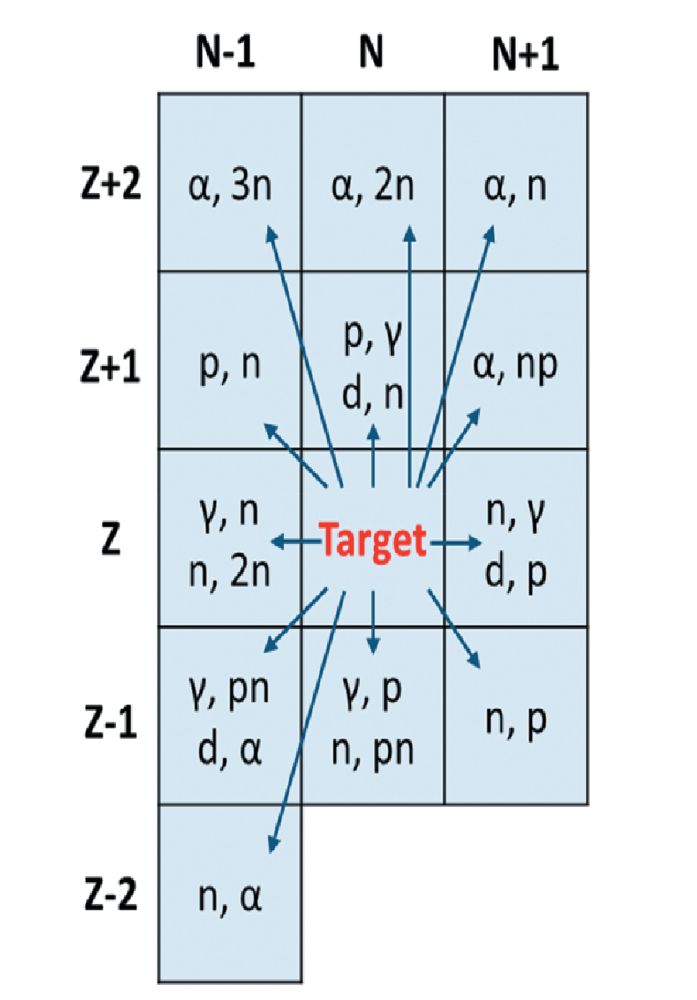 N-1 N N+1
Z+2 α, 3n α, 2n α, n
Z+1 p, n p, γ
d, n α, np
Z γ, n
n, 2n Target n, γ
d, p
Z-1 γ, pn
d, α γ, p
n, pn n, p
Z-2 n, α